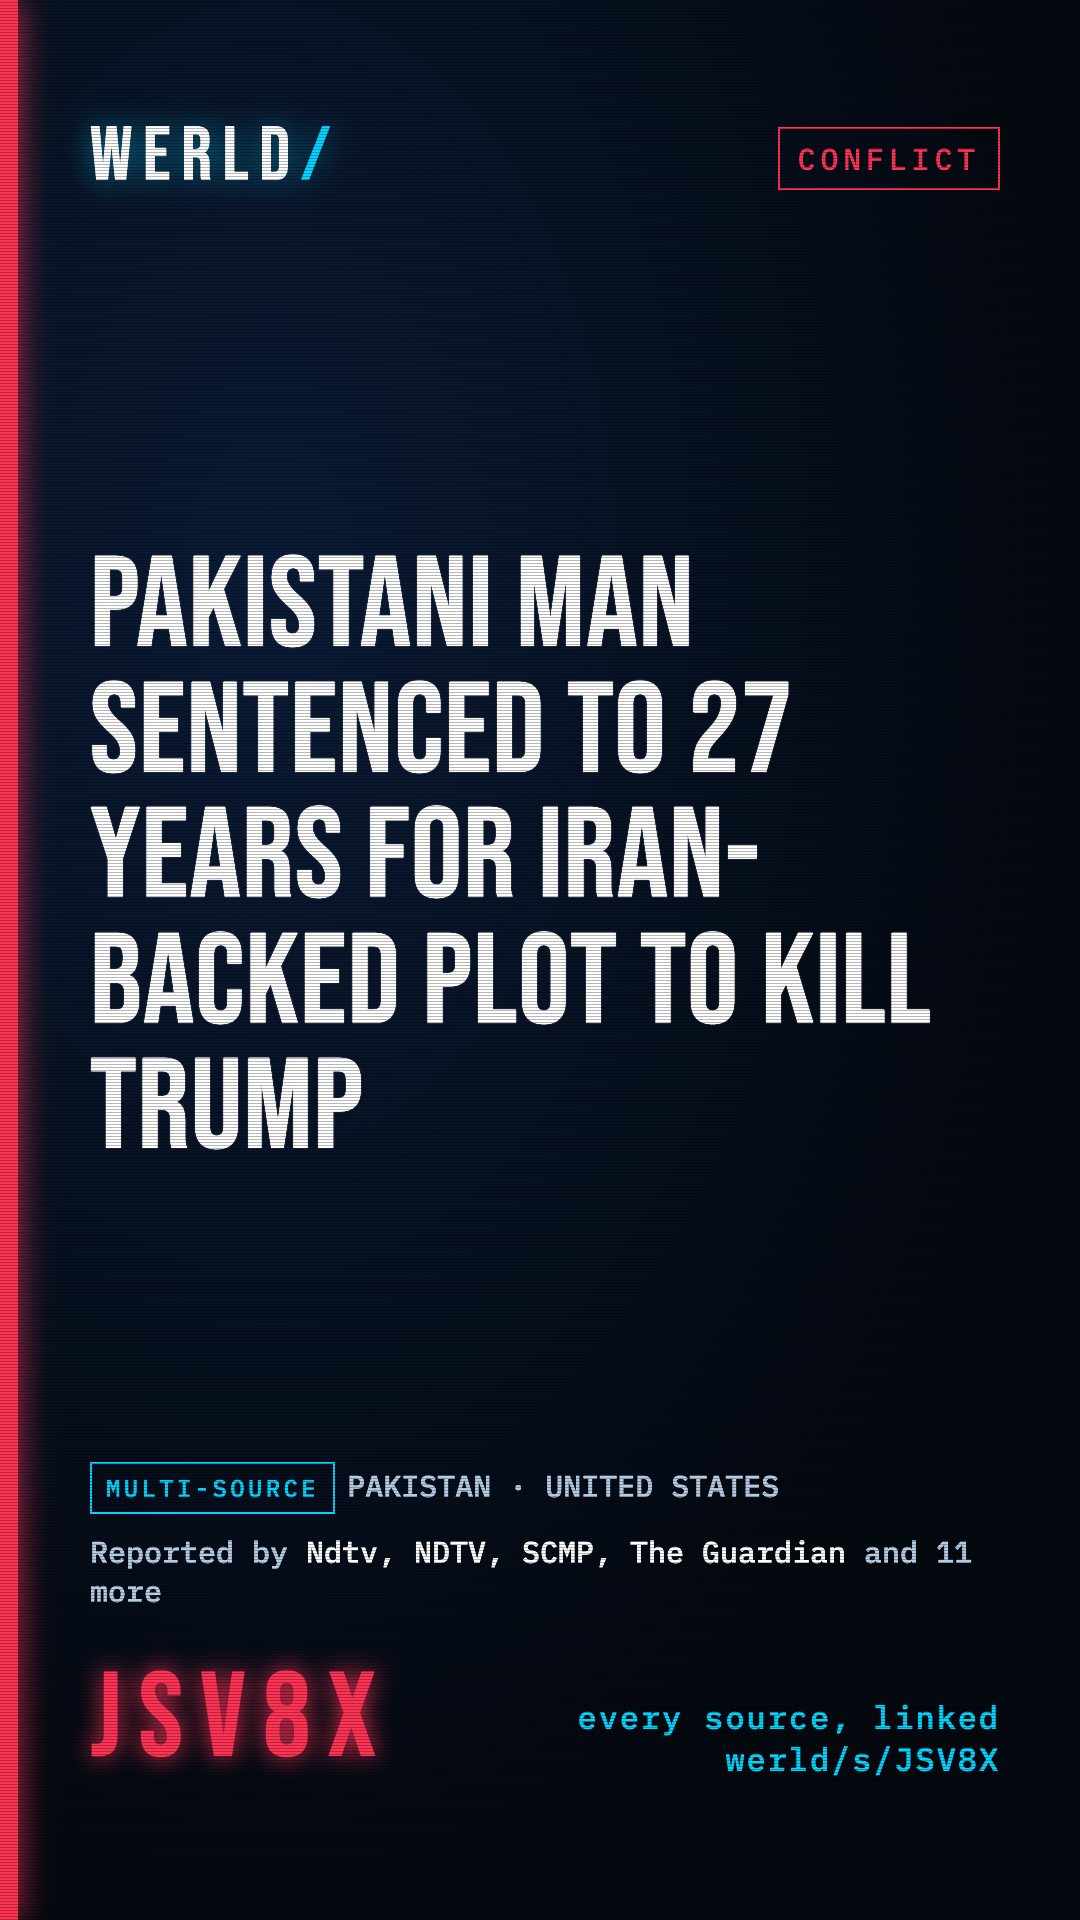 WERLD/
CONFLICT
PAKISTANI MAN
SENTENCED TO 27
YEARS FOR IRAN-
BACKED PLOT TO KILL
TRUMP
MULTI-SOURCE PAKISTAN · UNITED STATES
Reported by Ndtv, NDTV, SCMP, The Guardian and 11
more
JSV8X
every source, linked
werld/s/JSV8X